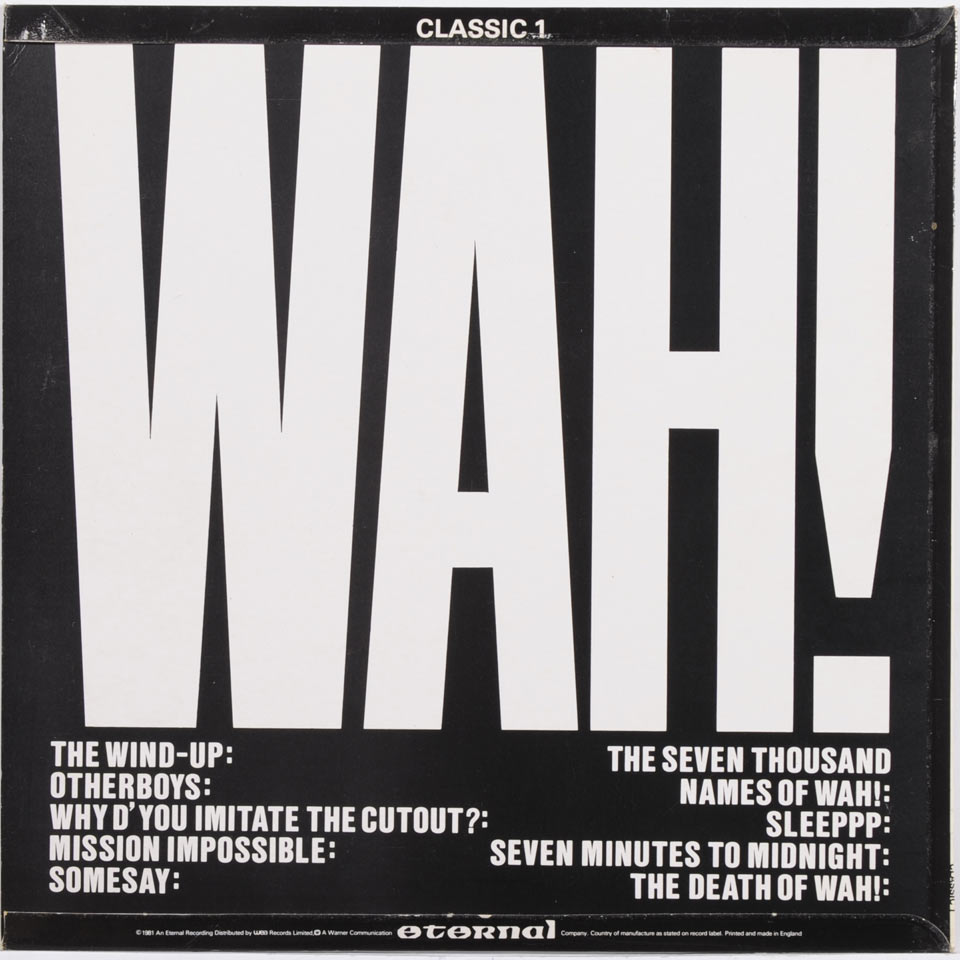 CLASSIC 1
WAH!
THE WIND-UP:
OTHERBOYS:
WHY D'YOU IMITATE THE CUTOUT?:
MISSION IMPOSSIBLE:
SOMESAY:
THE SEVEN THOUSAND
NAMES OF WAH!:
SLEEPPP:
SEVEN MINUTES TO MIDNIGHT:
THE DEATH OF WAH!:
©1981 An Eternal Recording Distributed by wea Records Limited. A Warner Communication eternal Company. Country of manufacture as stated on record label. Printed and made in England